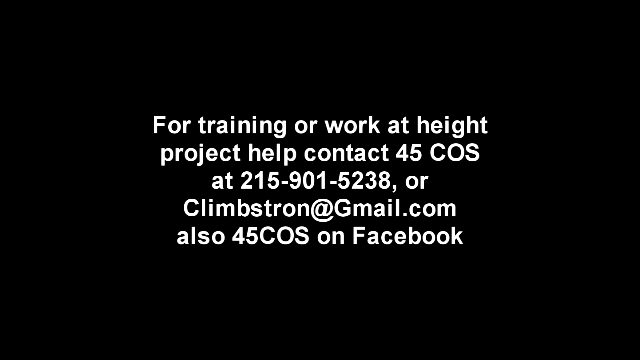 For training or work at height
project help contact 45 COS
at 215-901-5238, or
Climbstron@Gmail.com
also 45COS on Facebook